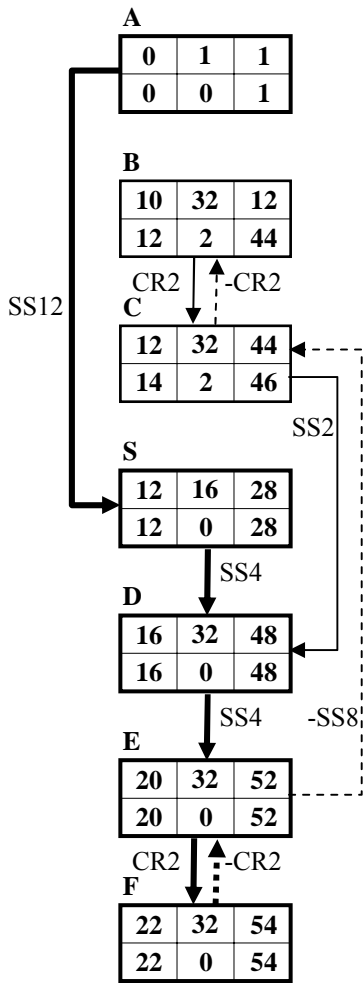 A
0 1 1
0 0 1
B
10 32 12
12 2 44
CR2 -CR2
SS12
C
12 32 44
14 2 46
SS2
S
12 16 28
12 0 28
SS4
D
16 32 48
16 0 48
SS4 -SS8
E
20 32 52
20 0 52
CR2 -CR2
F
22 32 54
22 0 54